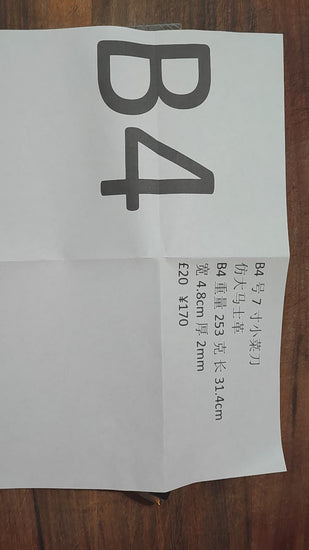 B4
B4 号 7 寸小菜刀
仿大马士革
B4 重量 253 克 长 31.4cm
宽 4.8cm 厚 2mm
£20 ¥170